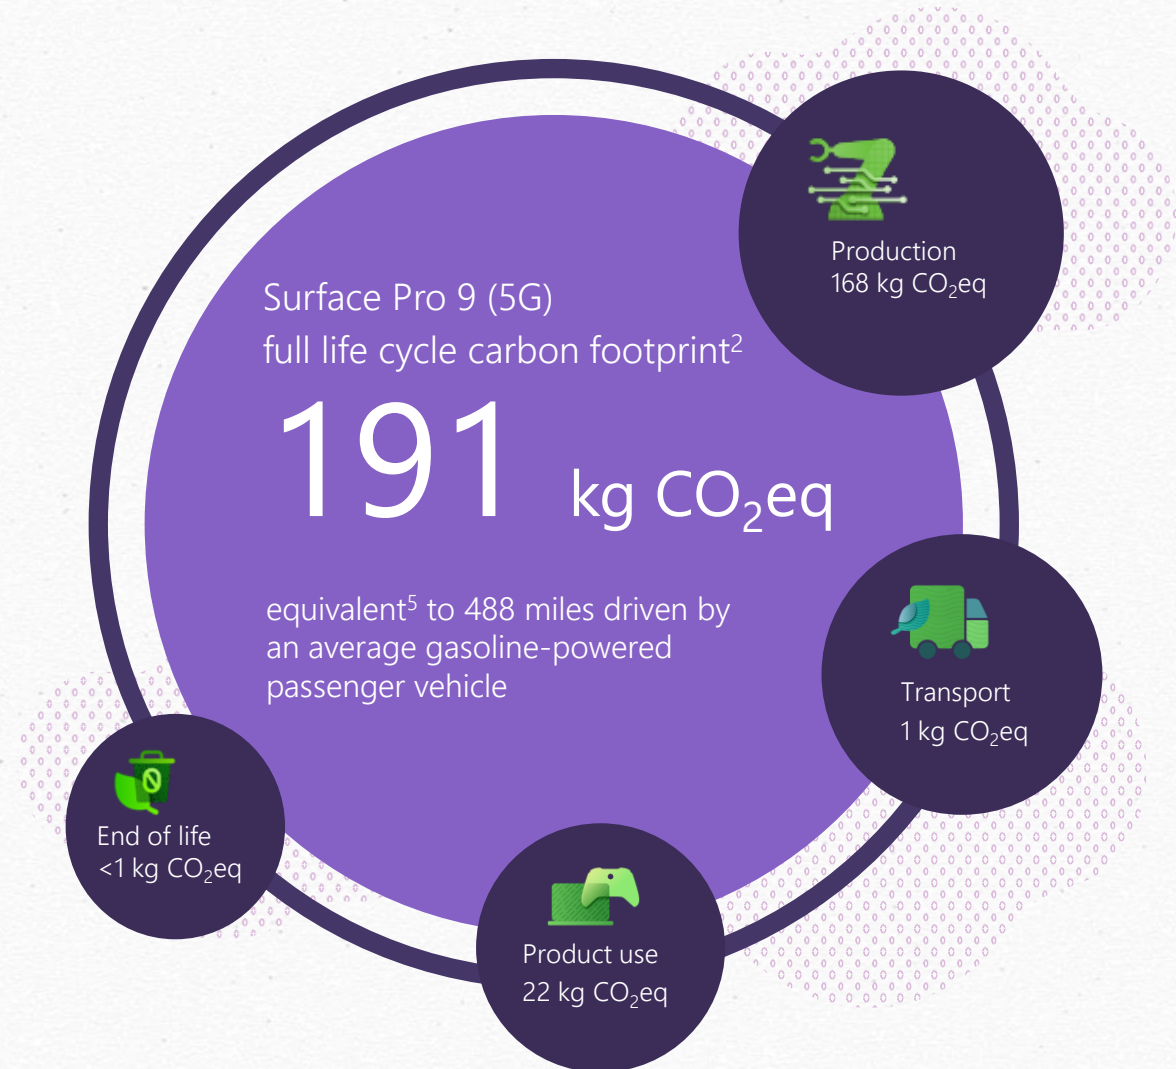 Production
168 kg CO₂eq
Surface Pro 9 (5G)
full life cycle carbon footprint²
191 kg CO₂eq
equivalent⁵ to 488 miles driven by
an average gasoline-powered
passenger vehicle
Transport
1 kg CO₂eq
End of life
<1 kg CO₂eq
Product use
22 kg CO₂eq